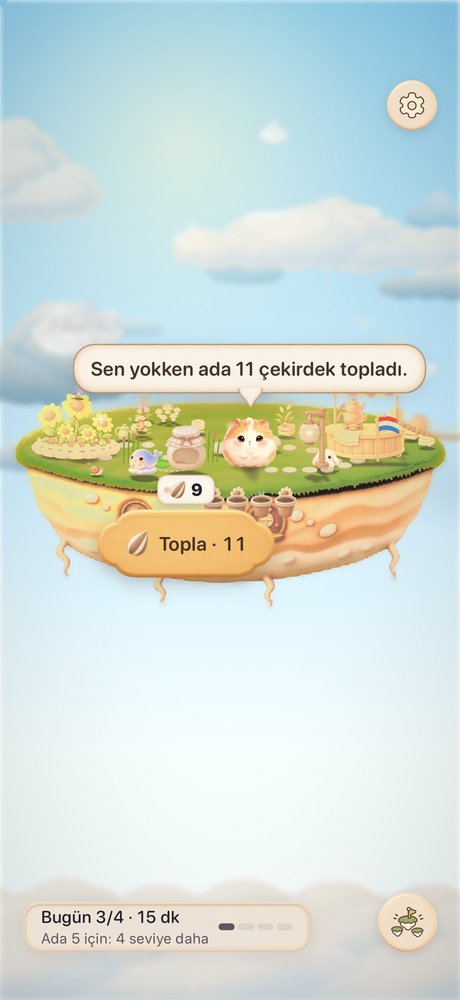 Sen yokken ada 11 çekirdek topladı.
9
Topla · 11
Bugün 3/4 · 15 dk
Ada 5 için: 4 seviye daha